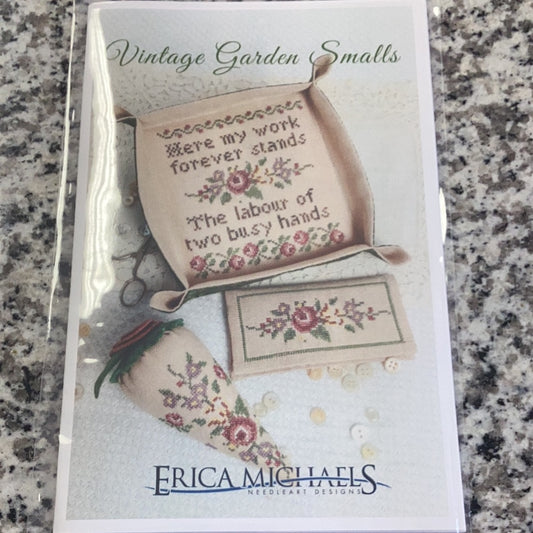 Vintage Garden Smalls
Here my work
forever stands
The labour of
two busy hands
ERICA MICHAELS
NEEDLEART DESIGNS